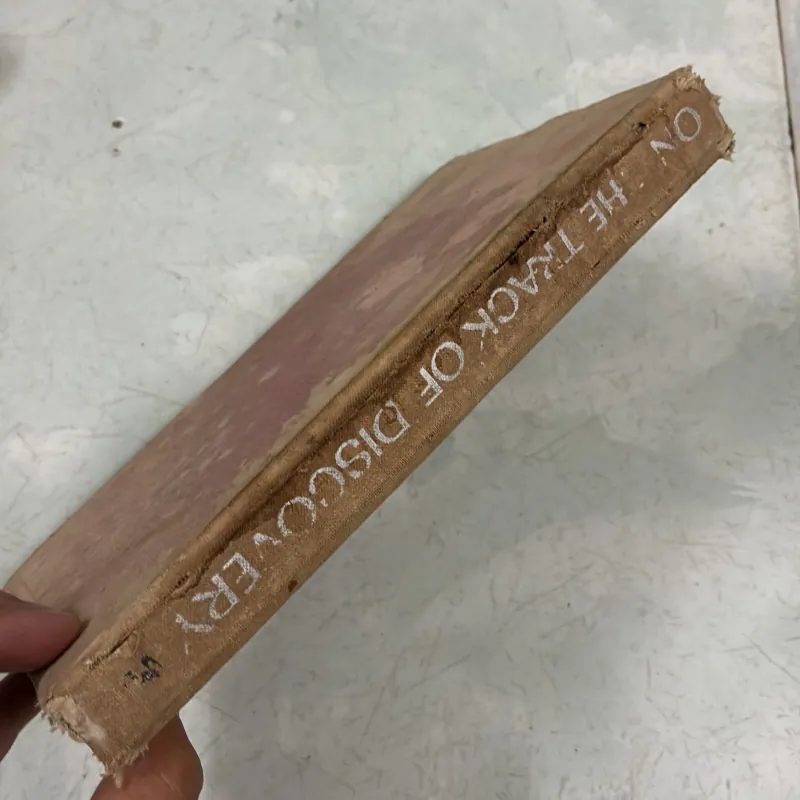 ON THE TRACK OF DISCOVERY